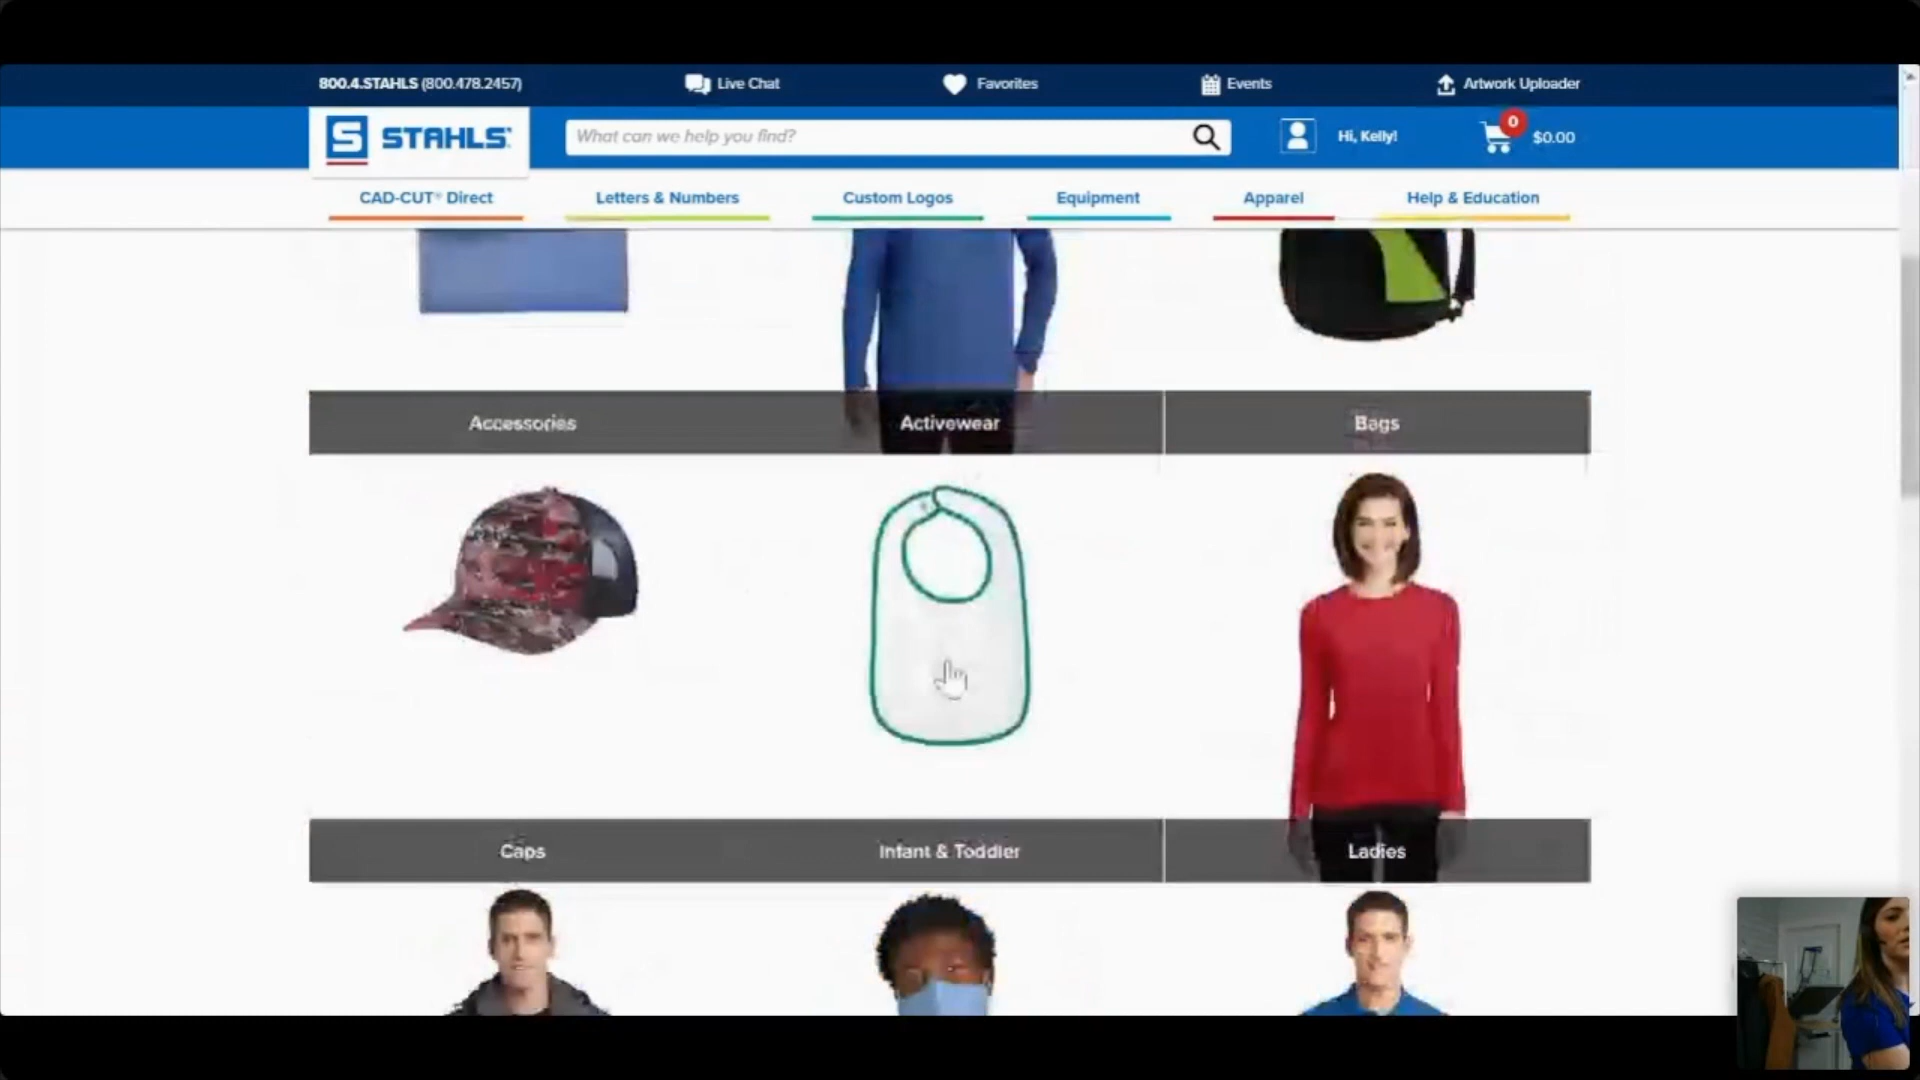 800.4.STAHLS (800.478.2457)
Live Chat
Favorites
Events
Artwork Uploader
S STAHLS'
What can we help you find?
Hi, Kelly!
0
$0.00
CAD-CUT® Direct
Letters & Numbers
Custom Logos
Equipment
Apparel
Help & Education
Accessories
Activewear
Bags
Caps
Infant & Toddler
Ladies